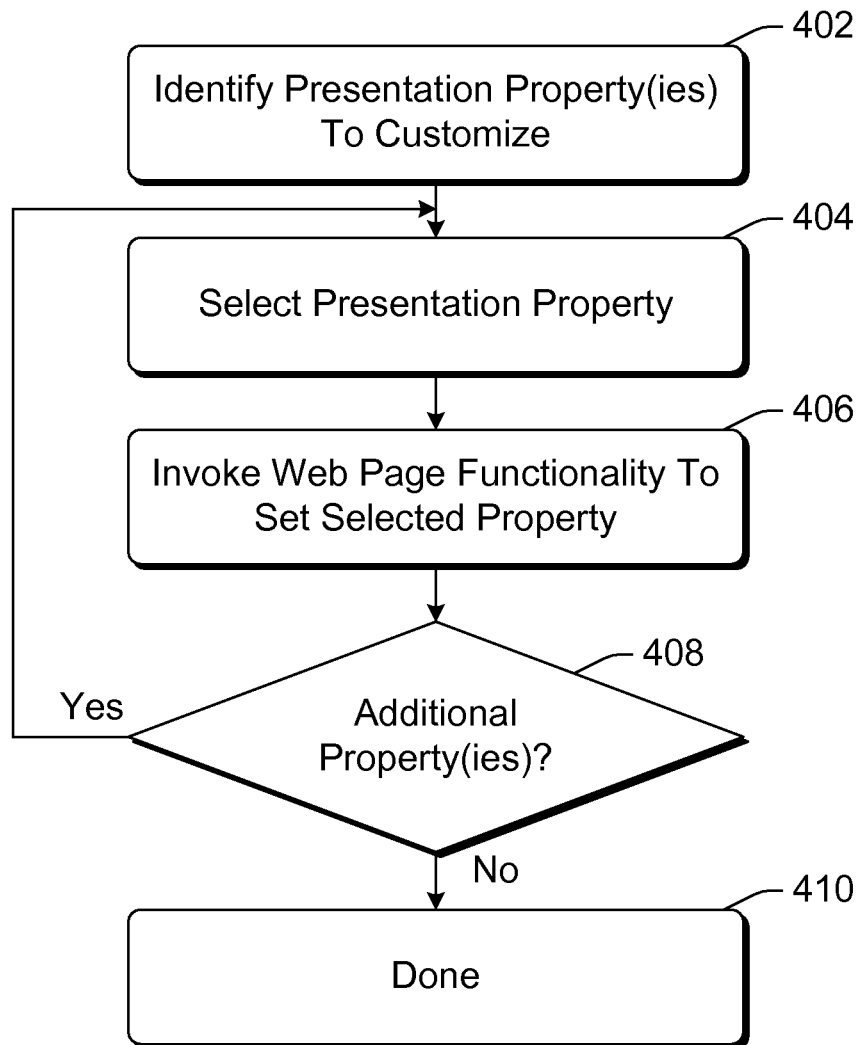 402
Identify Presentation Property(ies)
To Customize
404
Select Presentation Property
406
Invoke Web Page Functionality To
Set Selected Property
408
Yes
Additional
Property(ies)?
No
410
Done